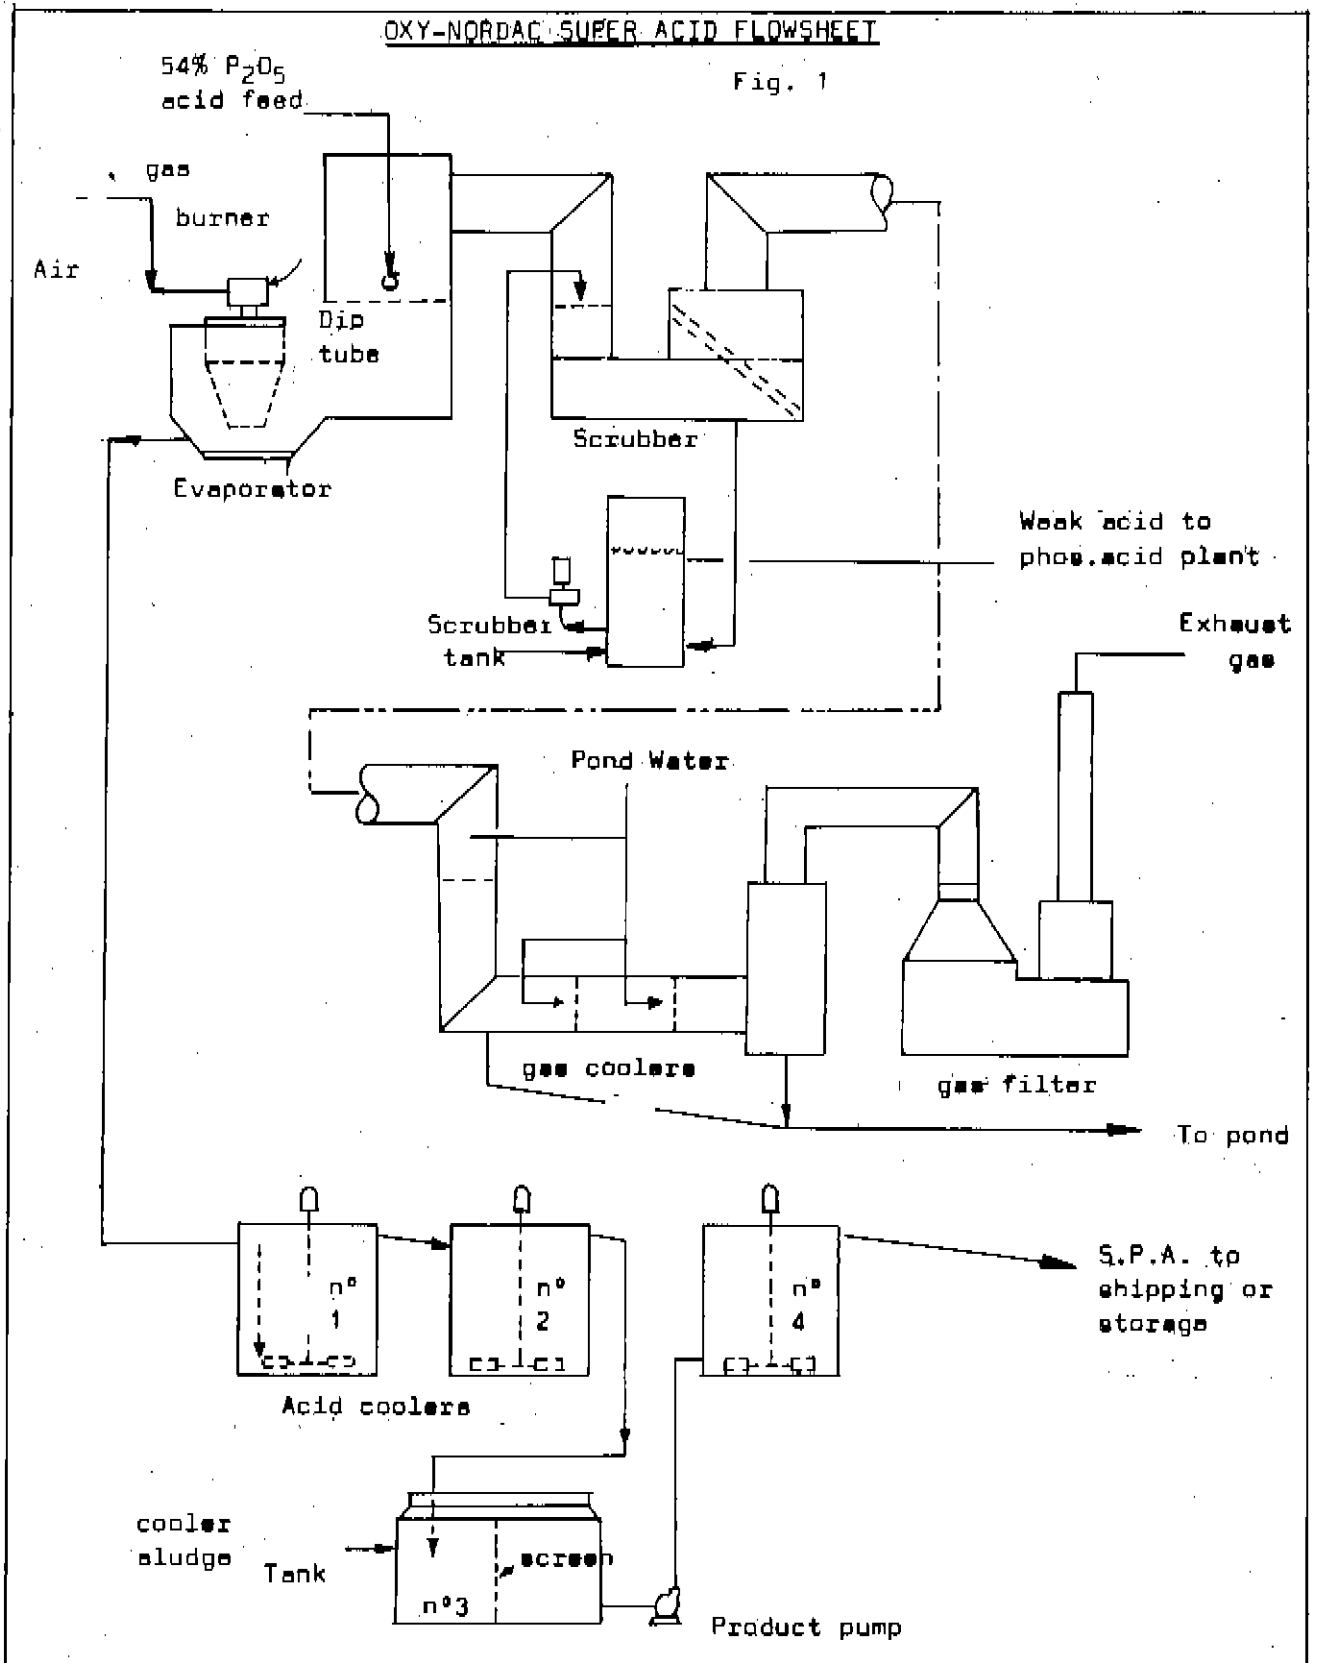 OXY-NORDAC SUPER ACID FLOWSHEET
Fig. 1
54% P₂O₅
acid feed
gas
burner
Air
Dip
tube
Scrubber
Evaporator
Weak acid to
phos.acid plant
Scrubber
tank
Exhaust
gas
Pond Water
gas coolers
gas filter
To pond
n°
1
n°
2
n°
4
S.P.A. to
shipping or
storage
Acid coolers
cooler
sludge
Tank
screen
n°3
Product pump